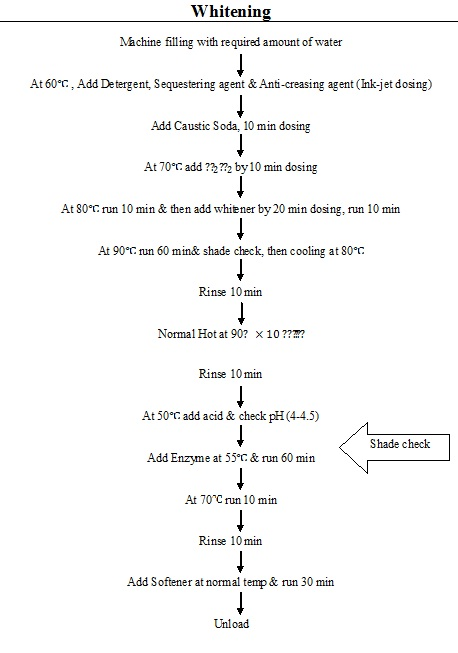 Whitening
Machine filling with required amount of water
At 60°C, Add Detergent, Sequestering agent & Anti-creasing agent (Ink-jet dosing)
Add Caustic Soda, 10 min dosing
At 70°C add ??2??2 by 10 min dosing
At 80°C run 10 min & then add whitener by 20 min dosing, run 10 min
At 90°C run 60 min& shade check, then cooling at 80°C
Rinse 10 min
Normal Hot at 90? × 10
Rinse 10 min
At 50°C add acid & check pH (4-4.5)
Shade check
Add Enzyme at 55°C & run 60 min
At 70°C run 10 min
Rinse 10 min
Add Softener at normal temp & run 30 min
Unload